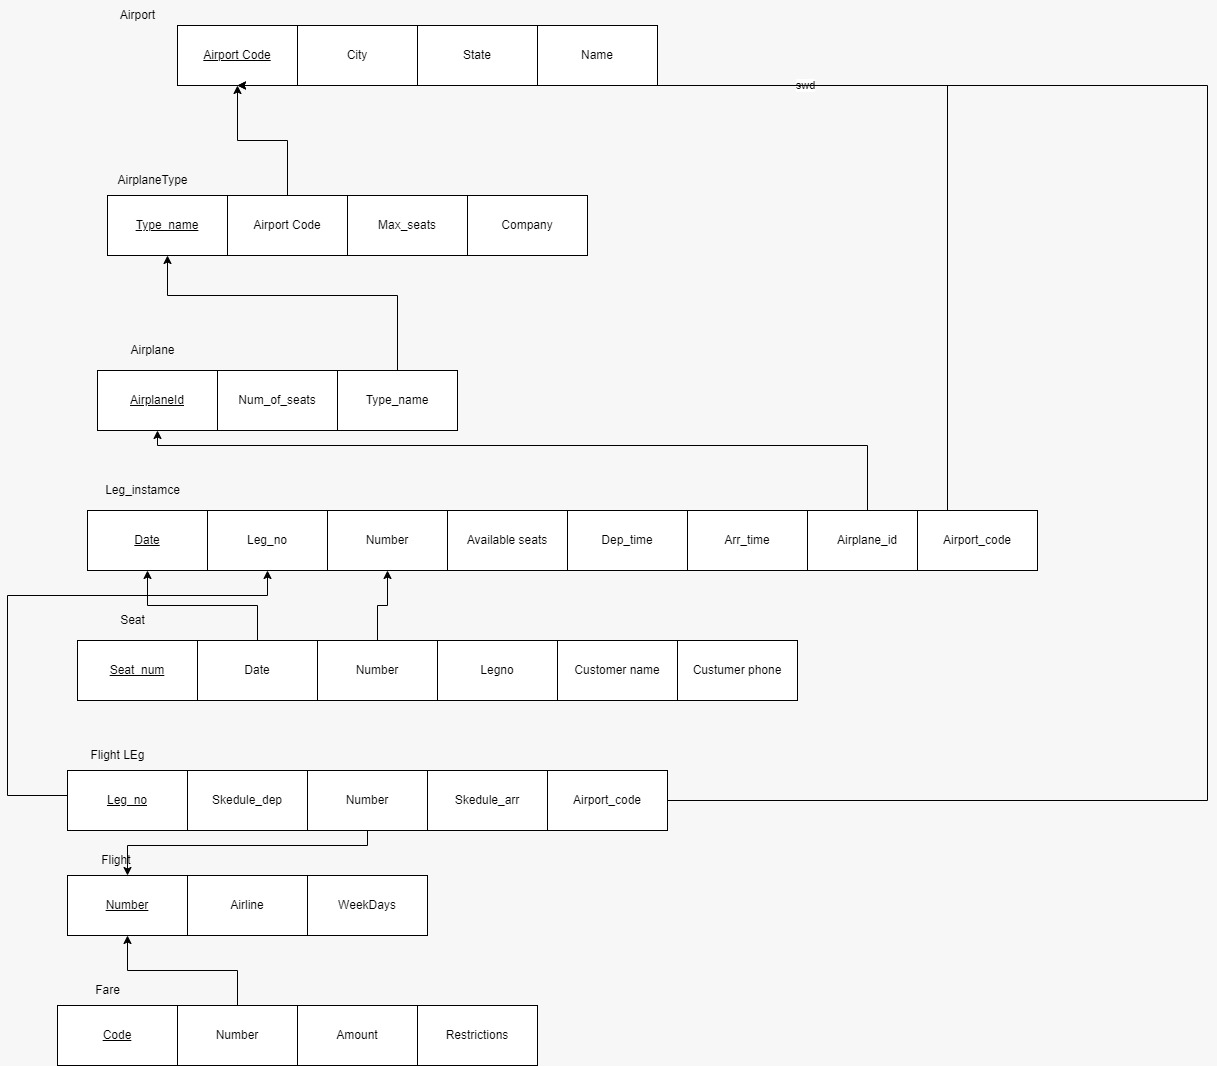 Airport
Airport Code City State Name
swd
AirplaneType
Type_name Airport Code Max_seats Company
Airplane
AirplaneId Num_of_seats Type_name
Leg_instamce
Date Leg_no Number Available seats Dep_time Arr_time Airplane_id Airport_code
Seat
Seat_num Date Number Legno Customer name Custumer phone
Flight LEg
Leg_no Skedule_dep Number Skedule_arr Airport_code
Flight
Number Airline WeekDays
Fare
Code Number Amount Restrictions